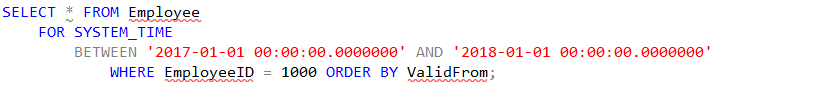 SELECT * FROM Employee
FOR SYSTEM_TIME
BETWEEN '2017-01-01 00:00:00.0000000' AND '2018-01-01 00:00:00.0000000'
WHERE EmployeeID = 1000 ORDER BY ValidFrom;